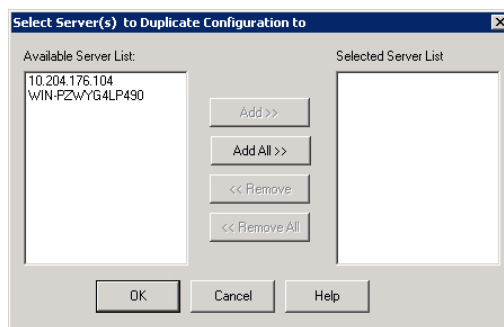 Select Server(s) to Duplicate Configuration to
Available Server List:
Selected Server List
10.204.176.104
WIN-PZWYG4LP490
Add >>
Add All >>
<< Remove
<< Remove All
OK
Cancel
Help